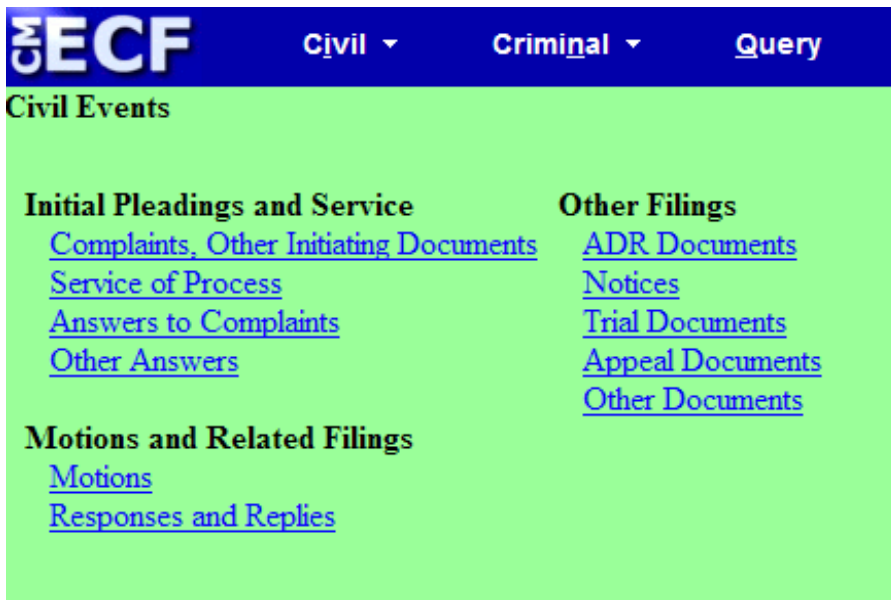 CM ECF Civil Criminal Query
Civil Events
Initial Pleadings and Service
Complaints, Other Initiating Documents
Service of Process
Answers to Complaints
Other Answers
Motions and Related Filings
Motions
Responses and Replies
Other Filings
ADR Documents
Notices
Trial Documents
Appeal Documents
Other Documents